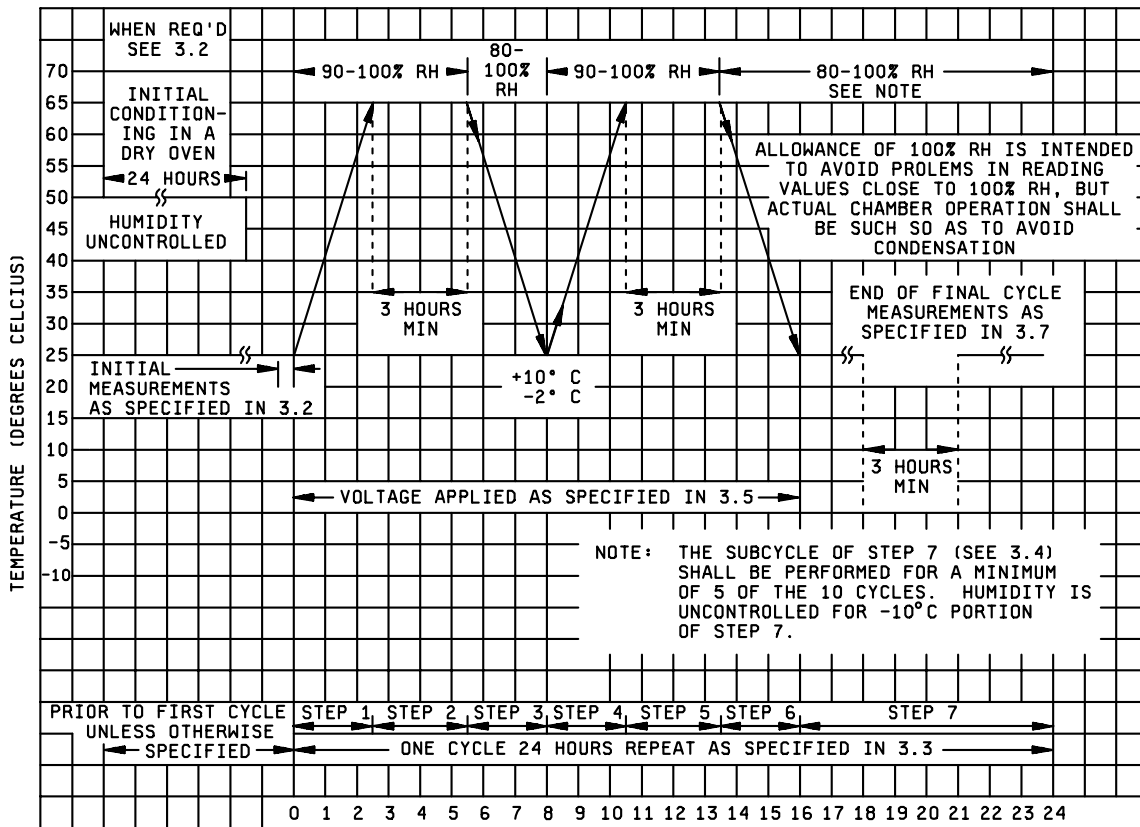 WHEN REQ'D
SEE 3.2
INITIAL
CONDITION-
ING IN A
DRY OVEN
24 HOURS
HUMIDITY
UNCONTROLLED
90-100% RH
80-
100%
RH
90-100% RH
80-100% RH
SEE NOTE
ALLOWANCE OF 100% RH IS INTENDED
TO AVOID PROLEMS IN READING
VALUES CLOSE TO 100% RH, BUT
ACTUAL CHAMBER OPERATION SHALL
BE SUCH SO AS TO AVOID
CONDENSATION
3 HOURS
MIN
3 HOURS
MIN
END OF FINAL CYCLE
MEASUREMENTS AS
SPECIFIED IN 3.7
INITIAL
MEASUREMENTS
AS SPECIFIED IN 3.2
+10° C
-2° C
3 HOURS
MIN
VOLTAGE APPLIED AS SPECIFIED IN 3.5
NOTE: THE SUBCYCLE OF STEP 7 (SEE 3.4)
SHALL BE PERFORMED FOR A MINIMUM
OF 5 OF THE 10 CYCLES. HUMIDITY IS
UNCONTROLLED FOR -10°C PORTION
OF STEP 7.
TEMPERATURE (DEGREES CELCIUS)
70
65
60
55
50
45
40
35
30
25
20
15
10
5
0
-5
-10
PRIOR TO FIRST CYCLE
UNLESS OTHERWISE
SPECIFIED
STEP 1 STEP 2 STEP 3 STEP 4 STEP 5 STEP 6 STEP 7
ONE CYCLE 24 HOURS REPEAT AS SPECIFIED IN 3.3
0 1 2 3 4 5 6 7 8 9 10 11 12 13 14 15 16 17 18 19 20 21 22 23 24